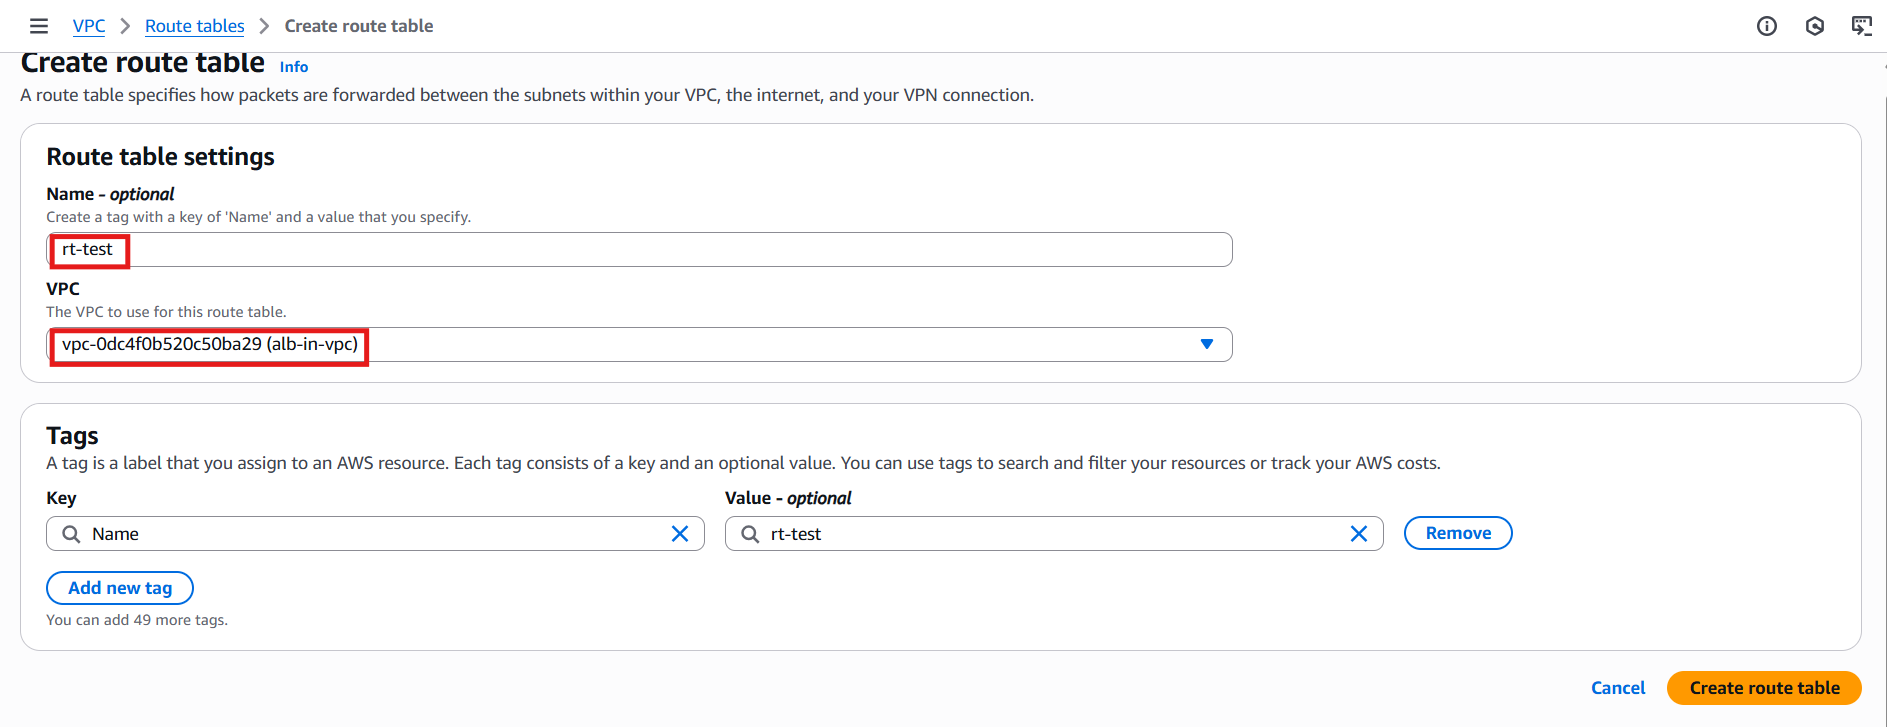 VPC > Route tables > Create route table
Create route table Info
A route table specifies how packets are forwarded between the subnets within your VPC, the internet, and your VPN connection.
Route table settings
Name - optional
Create a tag with a key of 'Name' and a value that you specify.
rt-test
VPC
The VPC to use for this route table.
vpc-0dc4f0b520c50ba29 (alb-in-vpc)
Tags
A tag is a label that you assign to an AWS resource. Each tag consists of a key and an optional value. You can use tags to search and filter your resources or track your AWS costs.
Key Value - optional
Name rt-test Remove
Add new tag
You can add 49 more tags.
Cancel Create route table